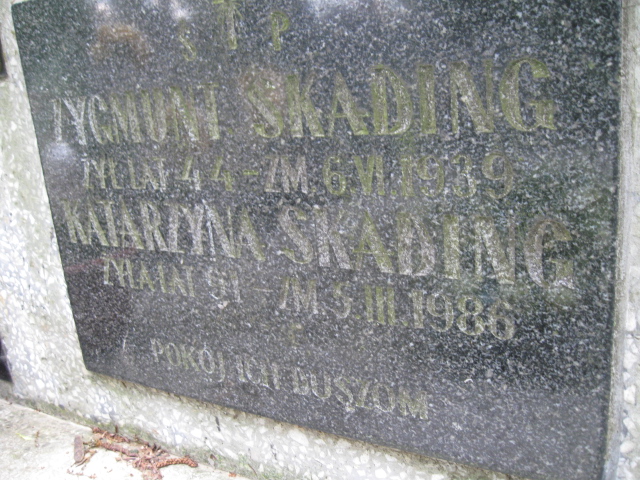 Ś † P
ZYGMUNT SKADING
ŻYŁ LAT 44 - ZM. 6.VI.1939
KATARZYNA SKADING
ŻYŁA LAT 91 - ZM. 5.III.1986
POKÓJ ICH DUSZOM